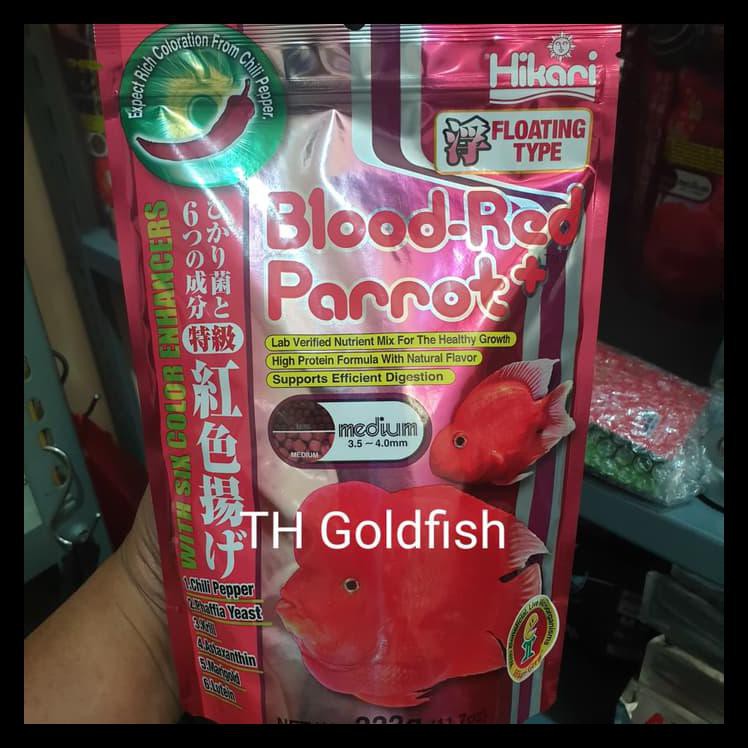 Expect Rich Coloration From Chili Pepper.
Hikari
浮 FLOATING
TYPE
Blood-Red
Parrot+
Lab Verified Nutrient Mix For The Healthy Growth
High Protein Formula With Natural Flavor
Supports Efficient Digestion
MEDIUM
medium
3.5～4.0mm
WITH SIX COLOR ENHANCERS
ひかり菌と
6つの成分
特級
紅色揚げ
TH Goldfish
1.Chili Pepper
2.Phaffia Yeast
3.Krill
4.Astaxanthin
5.Marigold
6.Lutein